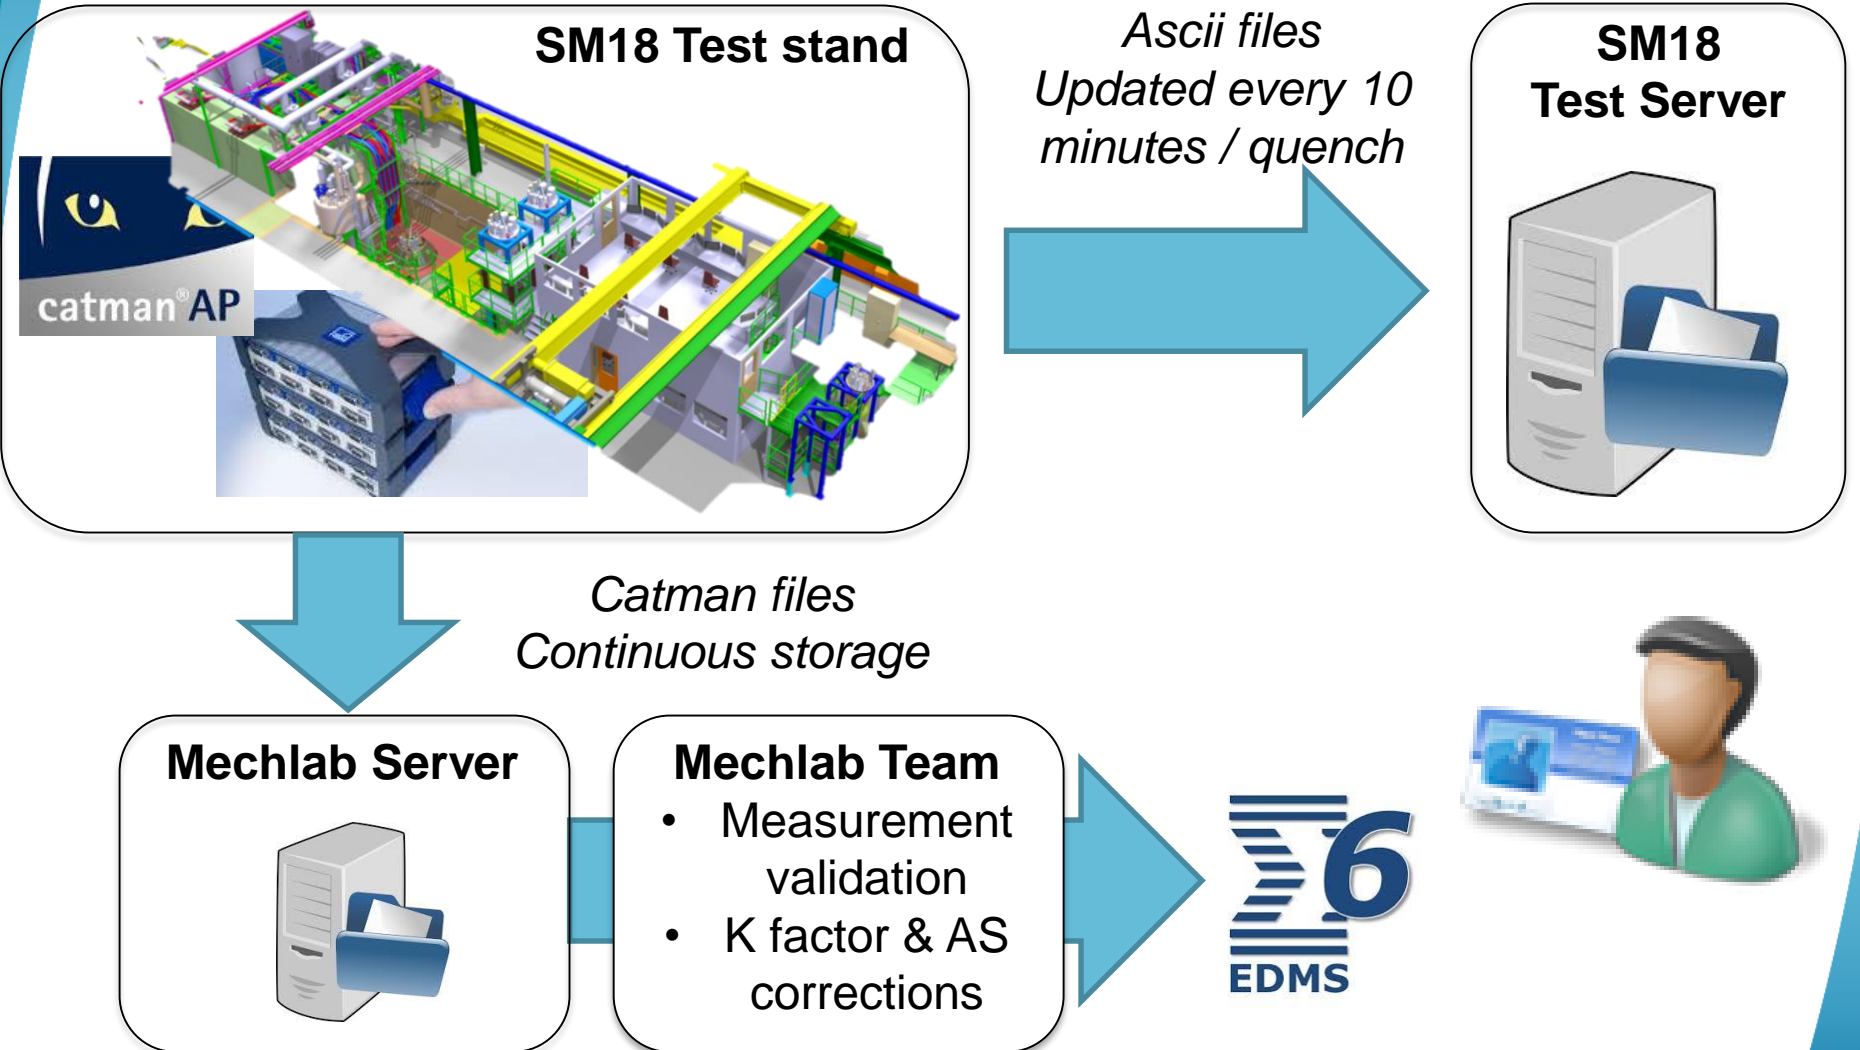 SM18 Test stand
catman®AP
Ascii files
Updated every 10
minutes / quench
SM18
Test Server
Catman files
Continuous storage
Mechlab Server
Mechlab Team
• Measurement
validation
• K factor & AS
corrections
6
EDMS